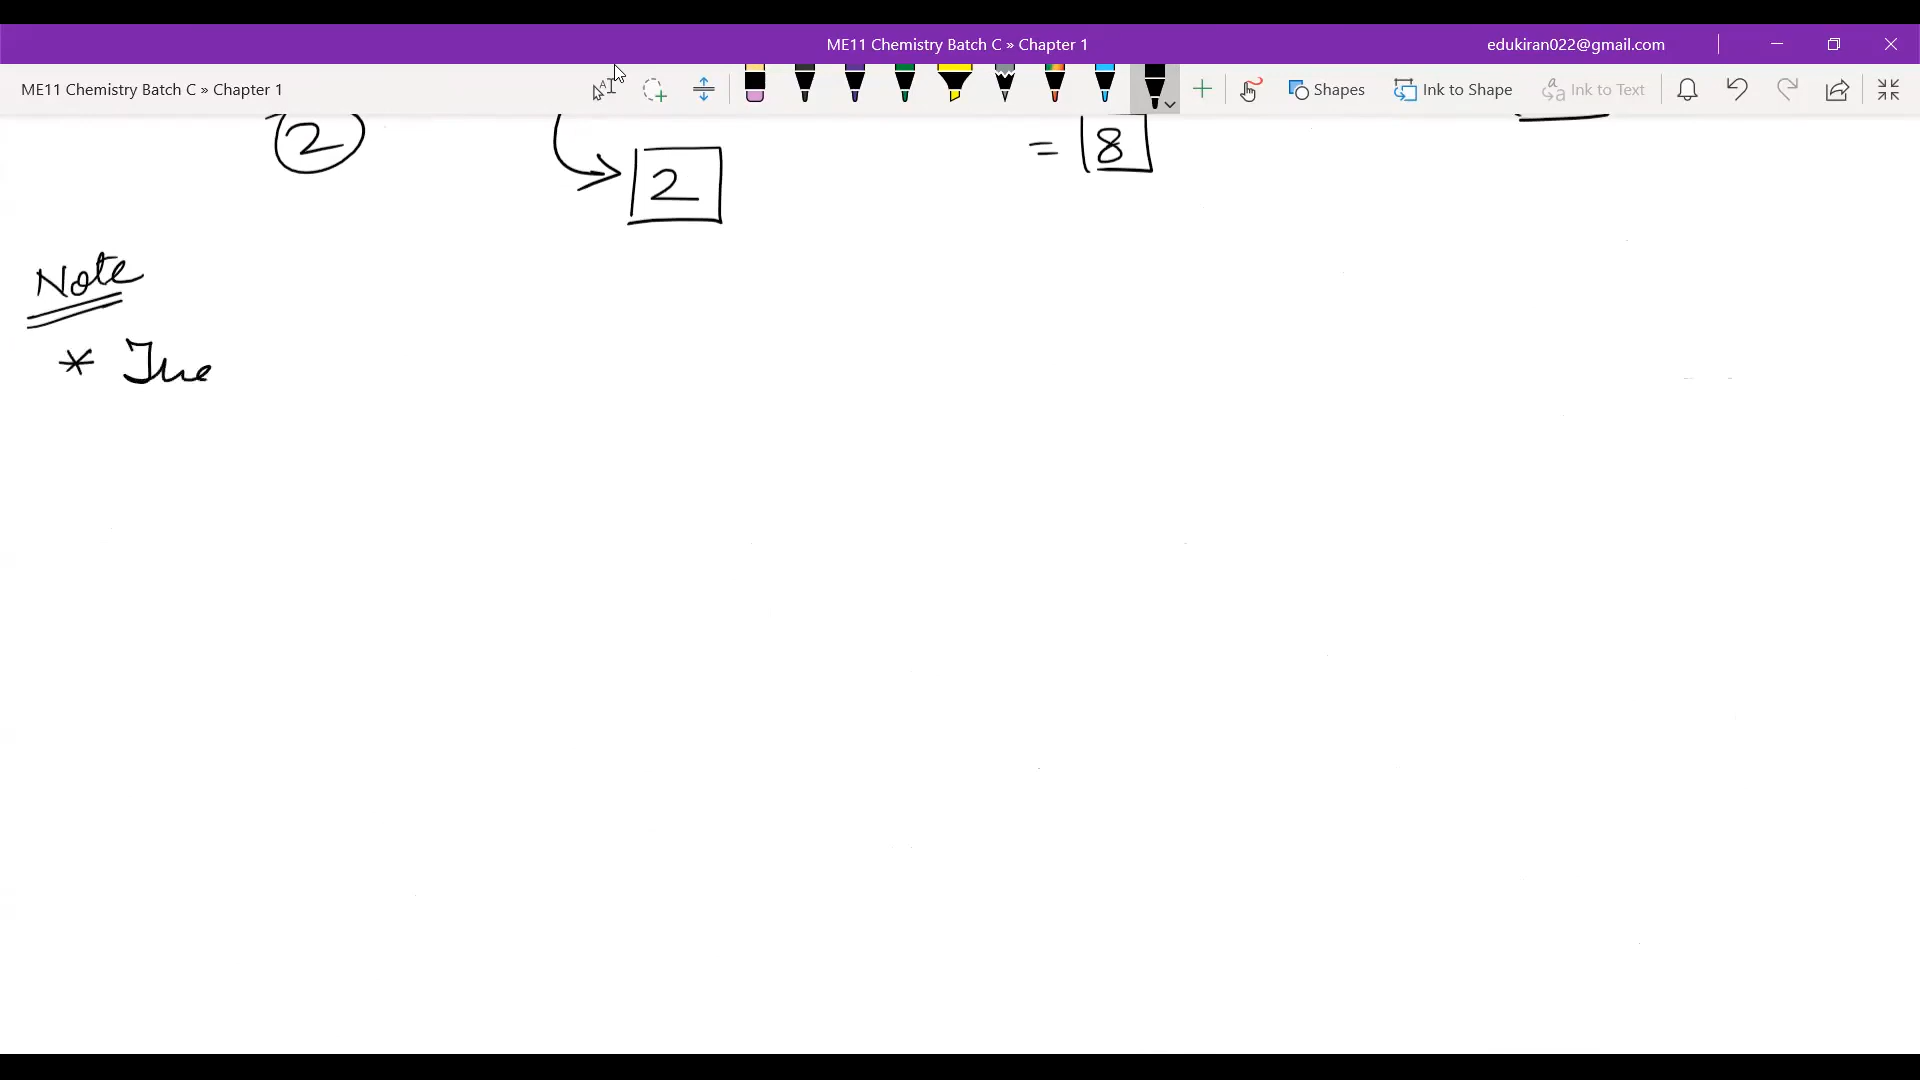 ME11 Chemistry Batch C » Chapter 1 edukiran022@gmail.com
ME11 Chemistry Batch C » Chapter 1 Shapes Ink to Shape Ink to Text
2 = 8
2
Note
* The